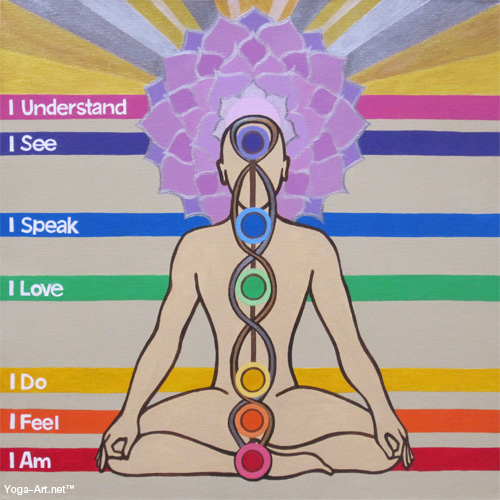 I Understand
I See
I Speak
I Love
I Do
I Feel
I Am
Yoga-Art.net™